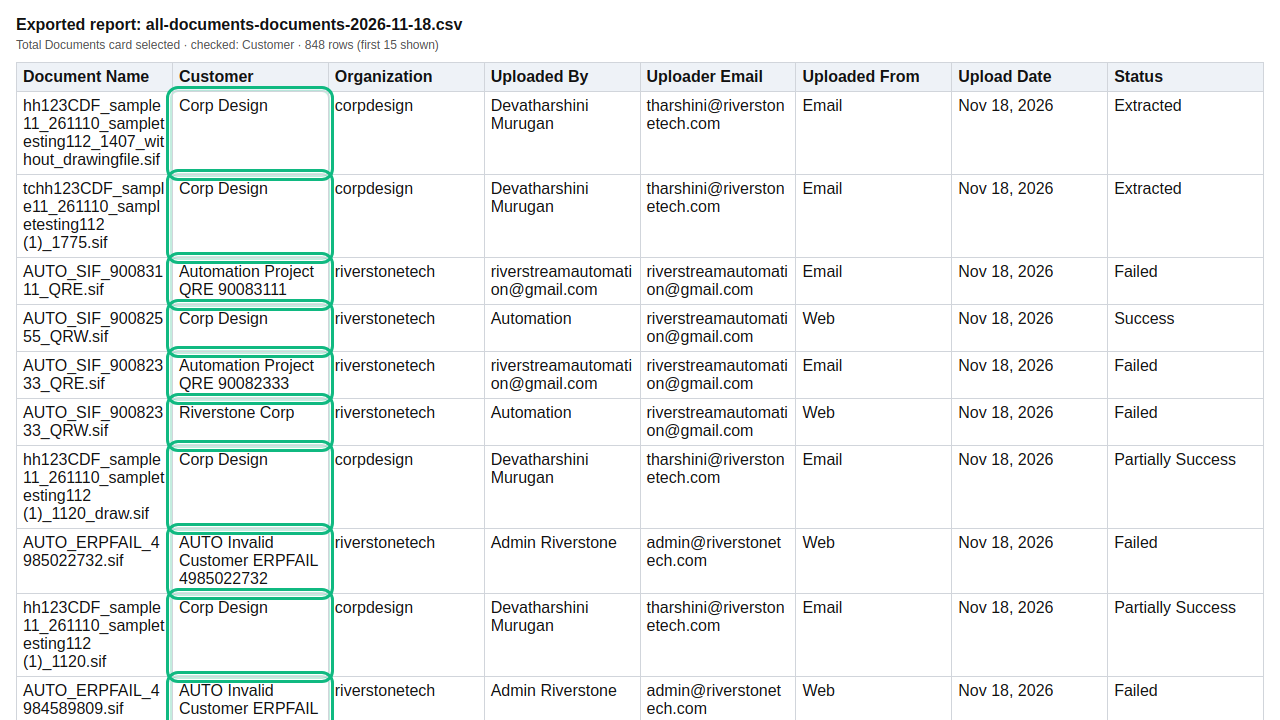 Exported report: all-documents-documents-2026-11-18.csv
Total Documents card selected · checked: Customer · 848 rows (first 15 shown)
Document Name Customer Organization Uploaded By Uploader Email Uploaded From Upload Date Status
hh123CDF_sample Corp Design corpdesign Devatharshini tharshini@riverston Email Nov 18, 2026 Extracted
11_261110_samplet Murugan etech.com
esting112_1407_wit
hout_drawingfile.sif
tchh123CDF_sampl Corp Design corpdesign Devatharshini tharshini@riverston Email Nov 18, 2026 Extracted
e11_261110_sampl Murugan etech.com
etesting112
(1)_1775.sif
AUTO_SIF_900831 Automation Project riverstonetech riverstreamautomati riverstreamautomati Email Nov 18, 2026 Failed
11_QRE.sif QRE 90083111 on@gmail.com on@gmail.com
AUTO_SIF_900825 Corp Design riverstonetech Automation riverstreamautomati Web Nov 18, 2026 Success
55_QRW.sif on@gmail.com
AUTO_SIF_900823 Automation Project riverstonetech riverstreamautomati riverstreamautomati Email Nov 18, 2026 Failed
33_QRE.sif QRE 90082333 on@gmail.com on@gmail.com
AUTO_SIF_900823 Riverstone Corp riverstonetech Automation riverstreamautomati Web Nov 18, 2026 Failed
33_QRW.sif on@gmail.com
hh123CDF_sample Corp Design corpdesign Devatharshini tharshini@riverston Email Nov 18, 2026 Partially Success
11_261110_samplet Murugan etech.com
esting112
(1)_1120_draw.sif
AUTO_ERPFAIL_4 AUTO Invalid riverstonetech Admin Riverstone admin@riverstonet Web Nov 18, 2026 Failed
985022732.sif Customer ERPFAIL ech.com
4985022732
hh123CDF_sample Corp Design corpdesign Devatharshini tharshini@riverston Email Nov 18, 2026 Partially Success
11_261110_samplet Murugan etech.com
esting112
(1)_1120.sif
AUTO_ERPFAIL_4 AUTO Invalid riverstonetech Admin Riverstone admin@riverstonet Web Nov 18, 2026 Failed
984589809.sif Customer ERPFAIL ech.com